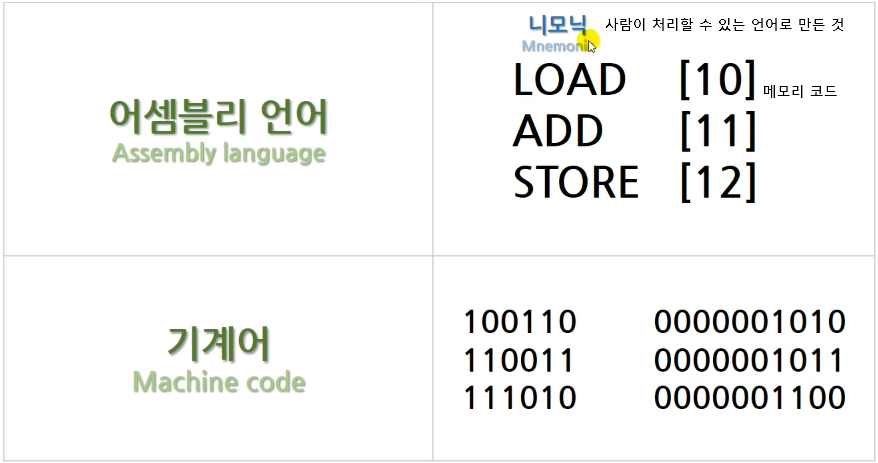 니모닉 사람이 처리할 수 있는 언어로 만든 것
Mnemonic
LOAD [10] 메모리 코드
어셈블리 언어
Assembly language
ADD [11]
STORE [12]
기계어
Machine code
100110 0000001010
110011 0000001011
111010 0000001100